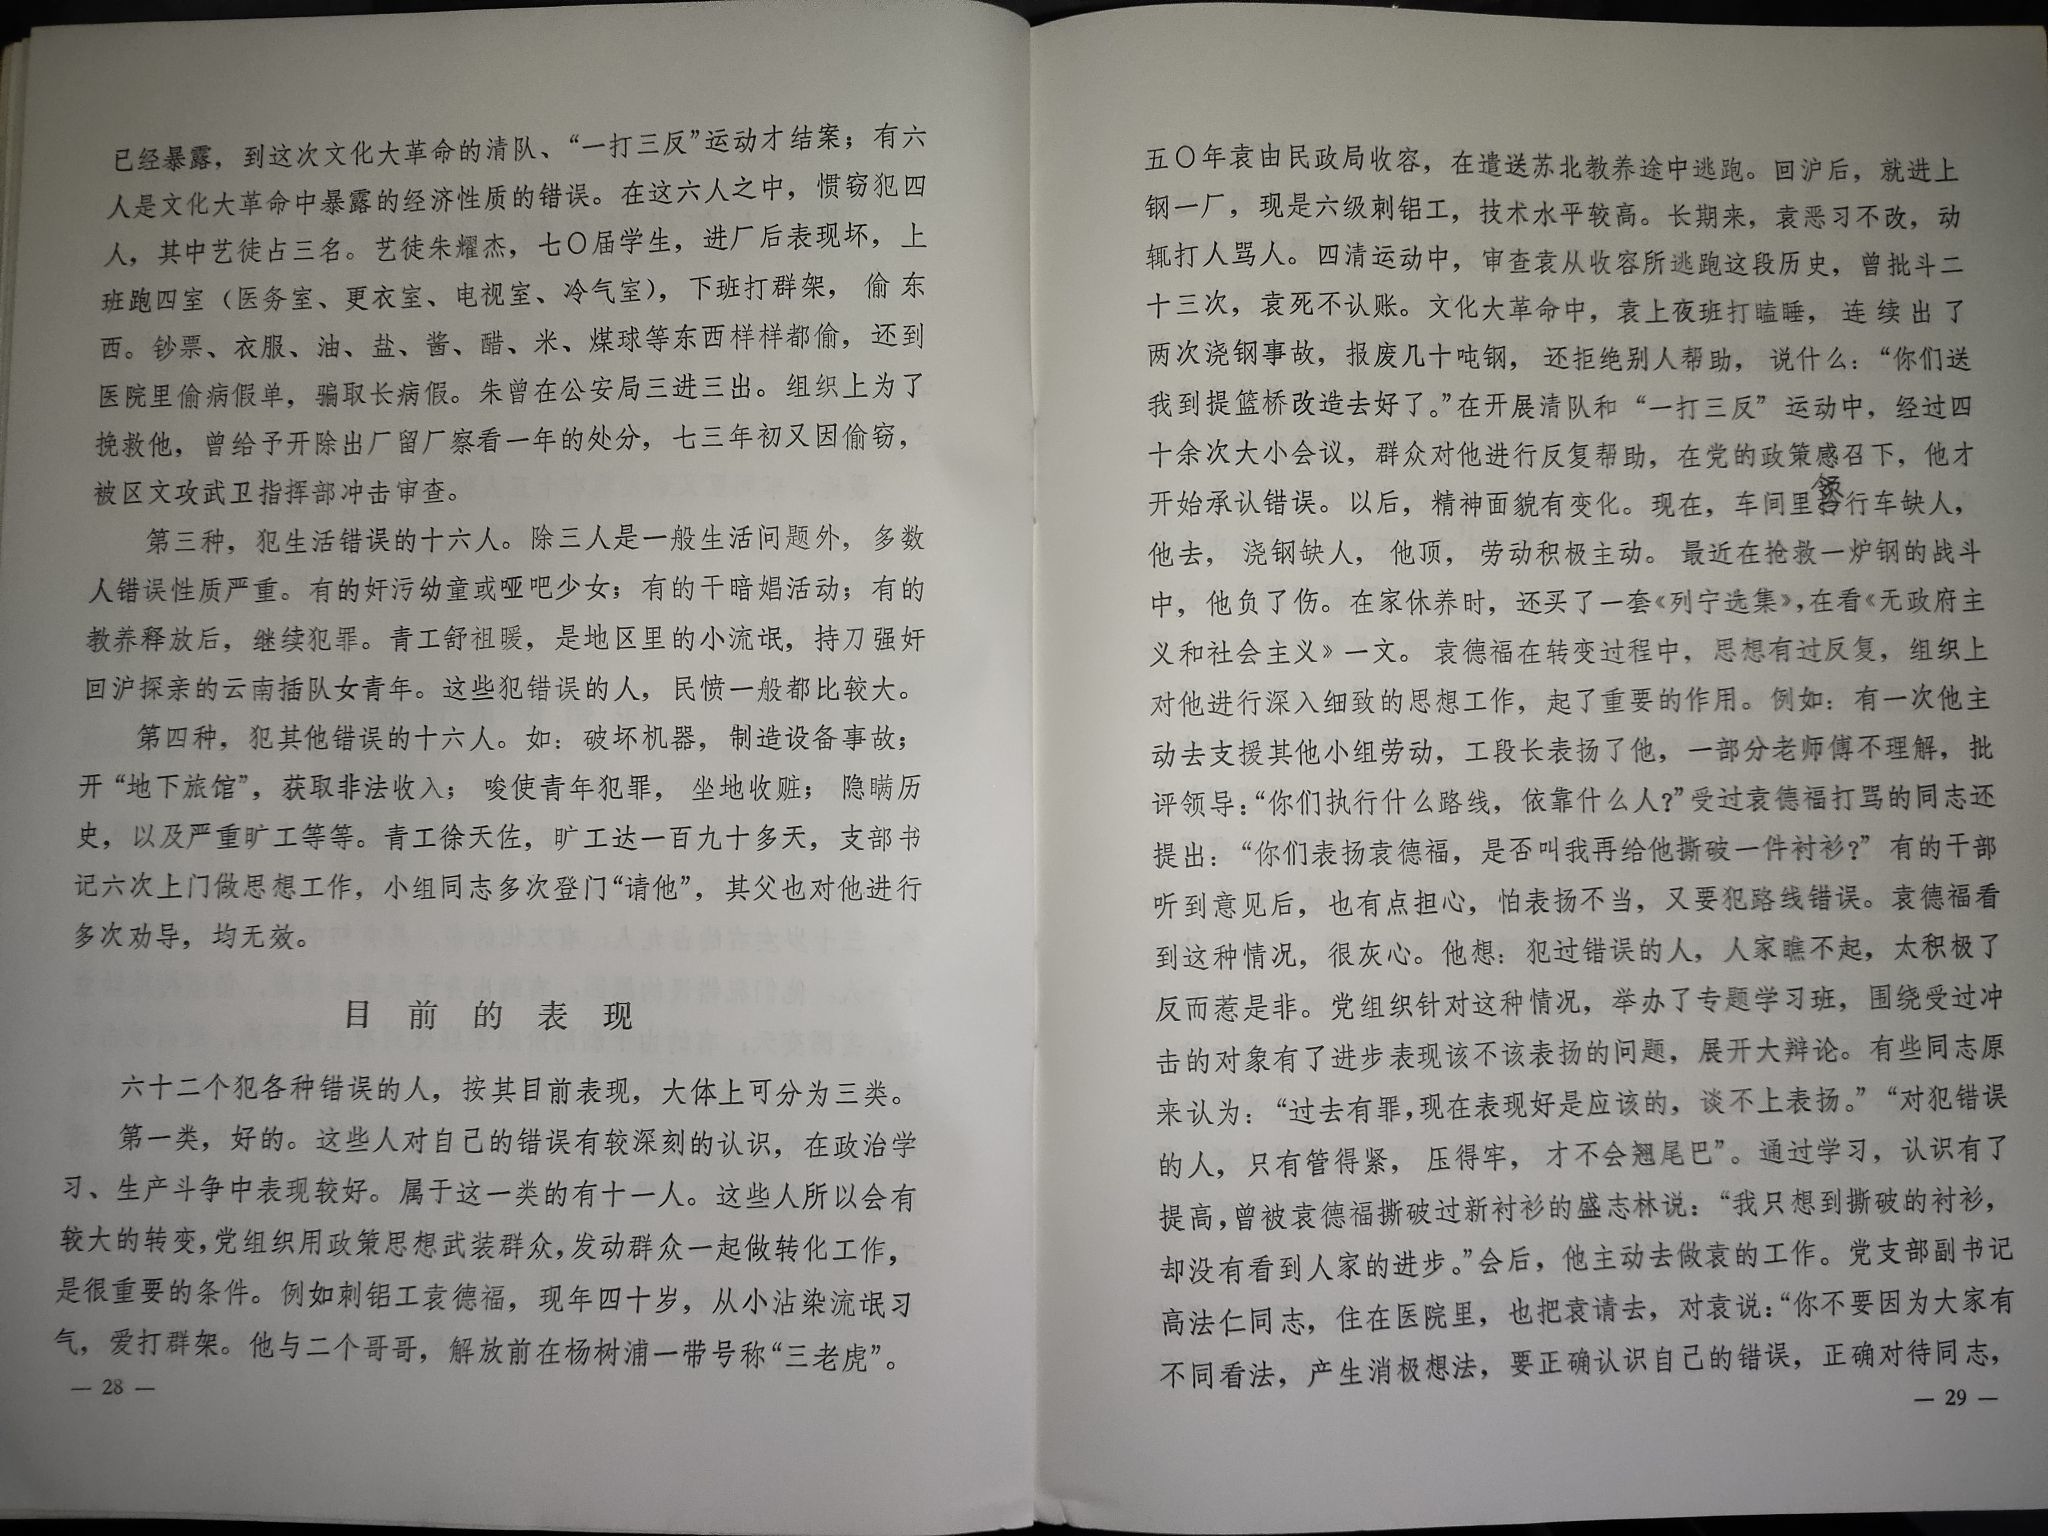 已经暴露，到这次文化大革命的清队、“一打三反”运动才结案；有六
人是文化大革命中暴露的经济性质的错误。在这六人之中，惯窃犯四
人，其中艺徒占三名。艺徒朱耀杰，七〇届学生，进厂后表现坏，上
班跑四室（医务室、更衣室、电视室、冷气室），下班打群架，偷东
西。钞票、衣服、油、盐、酱、醋、米、煤球等东西样样都偷，还到
医院里偷病假单，骗取长病假。朱曾在公安局三进三出。组织上为了
挽救他，曾给予开除出厂留厂察看一年的处分，七三年初又因偷窃，
被区文攻武卫指挥部冲击审查。
第三种，犯生活错误的十六人。除三人是一般生活问题外，多数
人错误性质严重。有的奸污幼童或哑吧少女；有的干暗娼活动；有的
教养释放后，继续犯罪。青工舒祖暖，是地区里的小流氓，持刀强奸
回沪探亲的云南插队女青年。这些犯错误的人，民愤一般都比较大。
第四种，犯其他错误的十六人。如：破坏机器，制造设备事故；
开“地下旅馆”，获取非法收入；唆使青年犯罪，坐地收赃；隐瞒历
史，以及严重旷工等等。青工徐天佐，旷工达一百九十多天，支部书
记六次上门做思想工作，小组同志多次登门“请他”，其父也对他进行
多次劝导，均无效。
目前的表现
六十二个犯各种错误的人，按其目前表现，大体上可分为三类。
第一类，好的。这些人对自己的错误有较深刻的认识，在政治学
习、生产斗争中表现较好。属于这一类的有十一人。这些人所以会有
较大的转变，党组织用政策思想武装群众，发动群众一起做转化工作，
是很重要的条件。例如刺铝工袁德福，现年四十岁，从小沾染流氓习
气，爱打群架。他与二个哥哥，解放前在杨树浦一带号称“三老虎”。
— 28 —
五〇年袁由民政局收容，在遣送苏北教养途中逃跑。回沪后，就进上
钢一厂，现是六级刺铝工，技术水平较高。长期来，袁恶习不改，动
辄打人骂人。四清运动中，审查袁从收容所逃跑这段历史，曾批斗二
十三次，袁死不认账。文化大革命中，袁上夜班打瞌睡，连续出了
两次浇钢事故，报废几十吨钢，还拒绝别人帮助，说什么：“你们送
我到提篮桥改造去好了。”在开展清队和“一打三反”运动中，经过四
十余次大小会议，群众对他进行反复帮助，在党的政策感召下，他才
开始承认错误。以后，精神面貌有变化。现在，车间里行车缺人，
他去，浇钢缺人，他顶，劳动积极主动。最近在抢救一炉钢的战斗
中，他负了伤。在家休养时，还买了一套《列宁选集》，在看《无政府主
义和社会主义》一文。袁德福在转变过程中，思想有过反复，组织上
对他进行深入细致的思想工作，起了重要的作用。例如：有一次他主
动去支援其他小组劳动，工段长表扬了他，一部分老师傅不理解，批
评领导：“你们执行什么路线，依靠什么人？”受过袁德福打骂的同志还
提出：“你们表扬袁德福，是否叫我再给他撕破一件衬衫？”有的干部
听到意见后，也有点担心，怕表扬不当，又要犯路线错误。袁德福看
到这种情况，很灰心。他想：犯过错误的人，人家瞧不起，太积极了
反而惹是非。党组织针对这种情况，举办了专题学习班，围绕受过冲
击的对象有了进步表现该不该表扬的问题，展开大辩论。有些同志原
来认为：“过去有罪，现在表现好是应该的，谈不上表扬。”“对犯错误
的人，只有管得紧，压得牢，才不会翘尾巴”。通过学习，认识有了
提高，曾被袁德福撕破过新衬衫的盛志林说：“我只想到撕破的衬衫，
却没有看到人家的进步。”会后，他主动去做袁的工作。党支部副书记
高法仁同志，住在医院里，也把袁请去，对袁说：“你不要因为大家有
不同看法，产生消极想法，要正确认识自己的错误，正确对待同志，
— 29 —